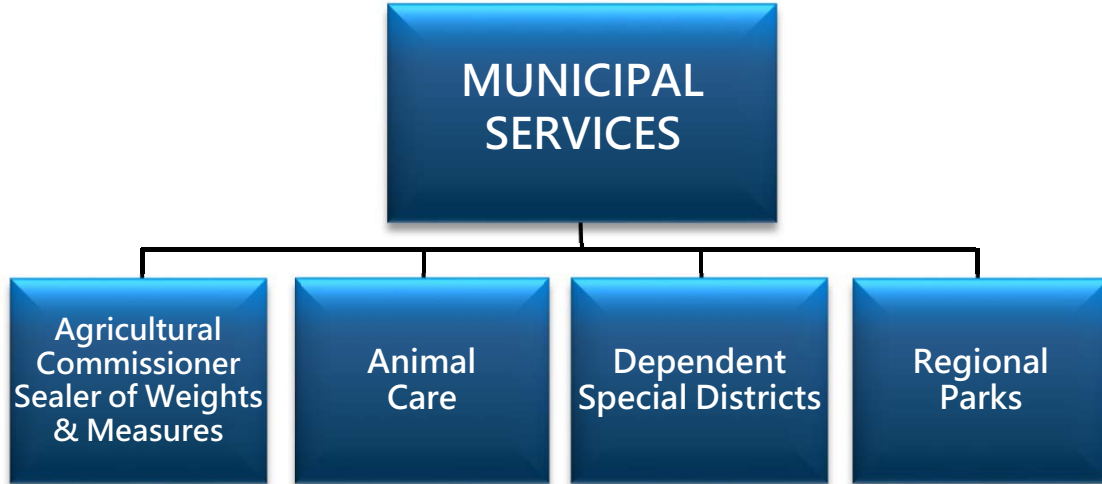 MUNICIPAL
SERVICES
Agricultural
Commissioner
Sealer of Weights
& Measures
Animal
Care
Dependent
Special Districts
Regional
Parks